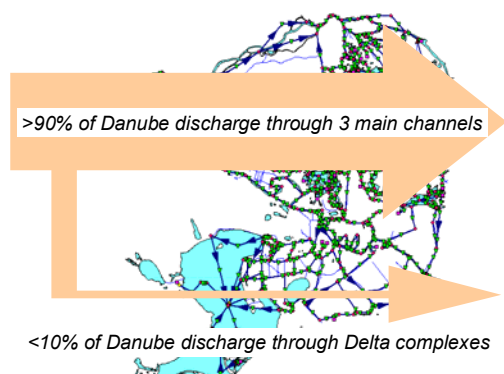 >90% of Danube discharge through 3 main channels
<10% of Danube discharge through Delta complexes